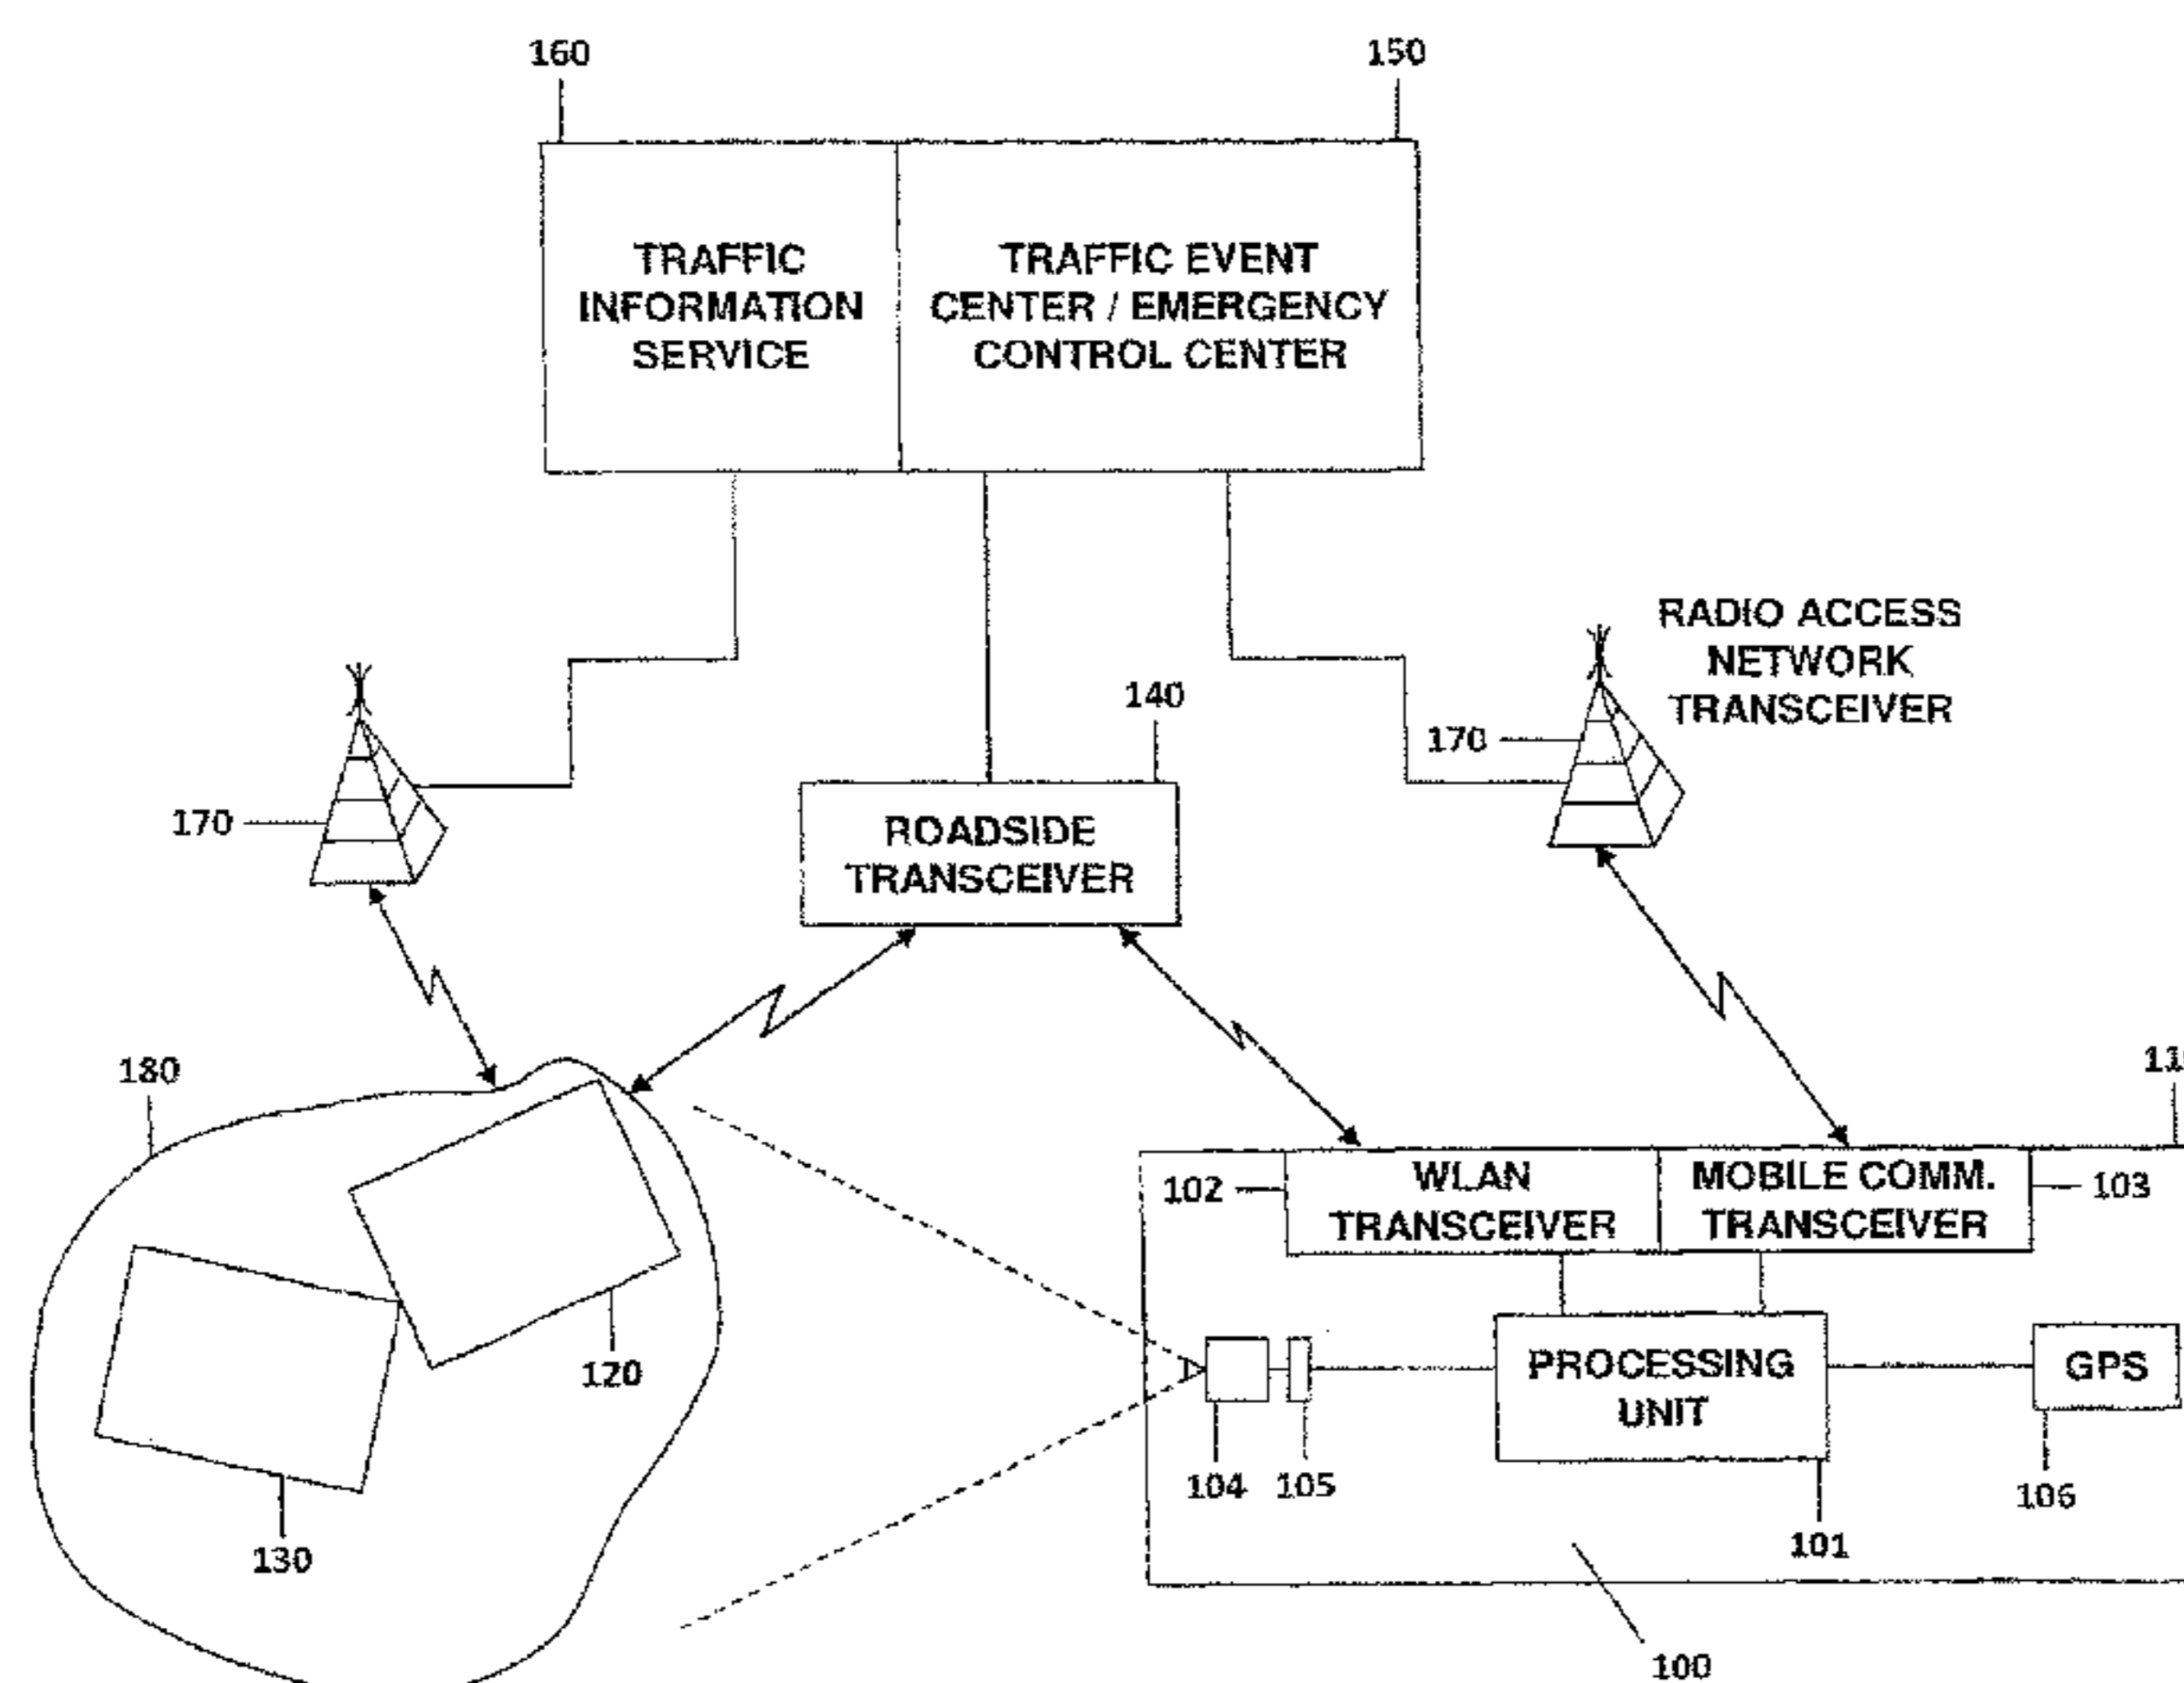 160
150
TRAFFIC
INFORMATION
SERVICE
TRAFFIC EVENT
CENTER / EMERGENCY
CONTROL CENTER
RADIO ACCESS
NETWORK
TRANSCEIVER
170
140
170
ROADSIDE
TRANSCEIVER
180
102
WLAN
TRANSCEIVER
MOBILE COMM.
TRANSCEIVER
103
120
130
104
105
PROCESSING
UNIT
GPS
106
101
100